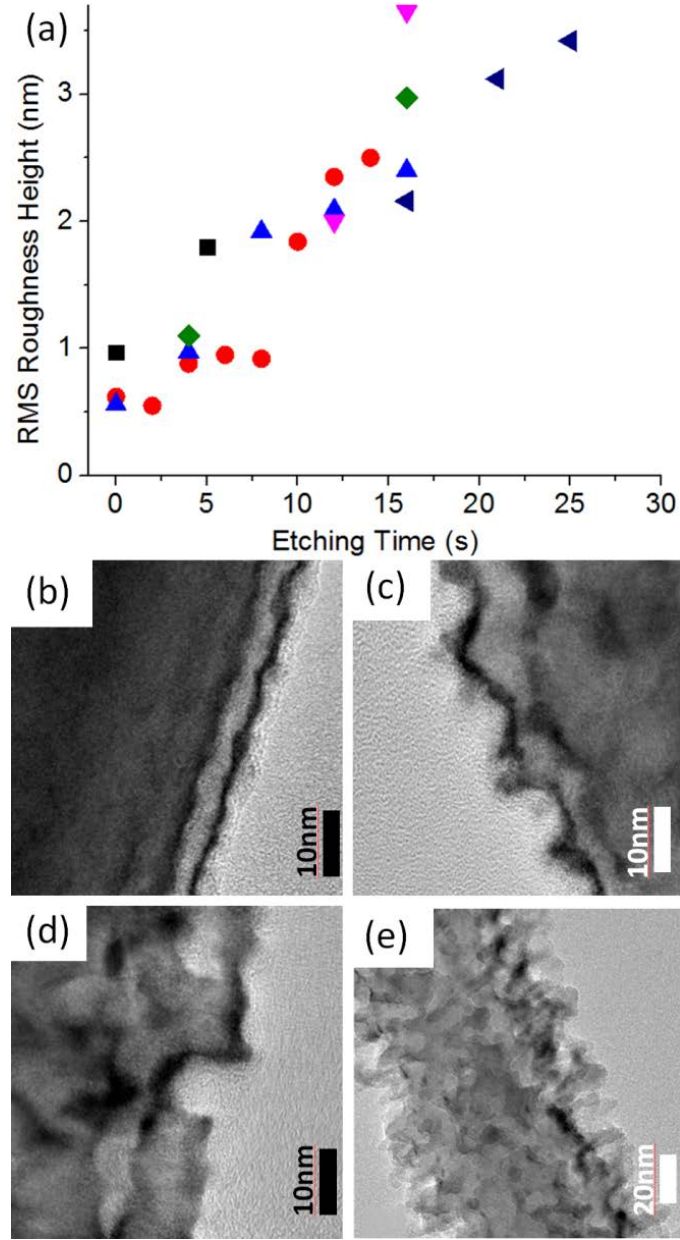 (a)
3
2
1
0
RMS Roughness Height (nm)
0 5 10 15 20 25 30
Etching Time (s)
(b)
10nm
(c)
10nm
(d)
10nm
(e)
20nm